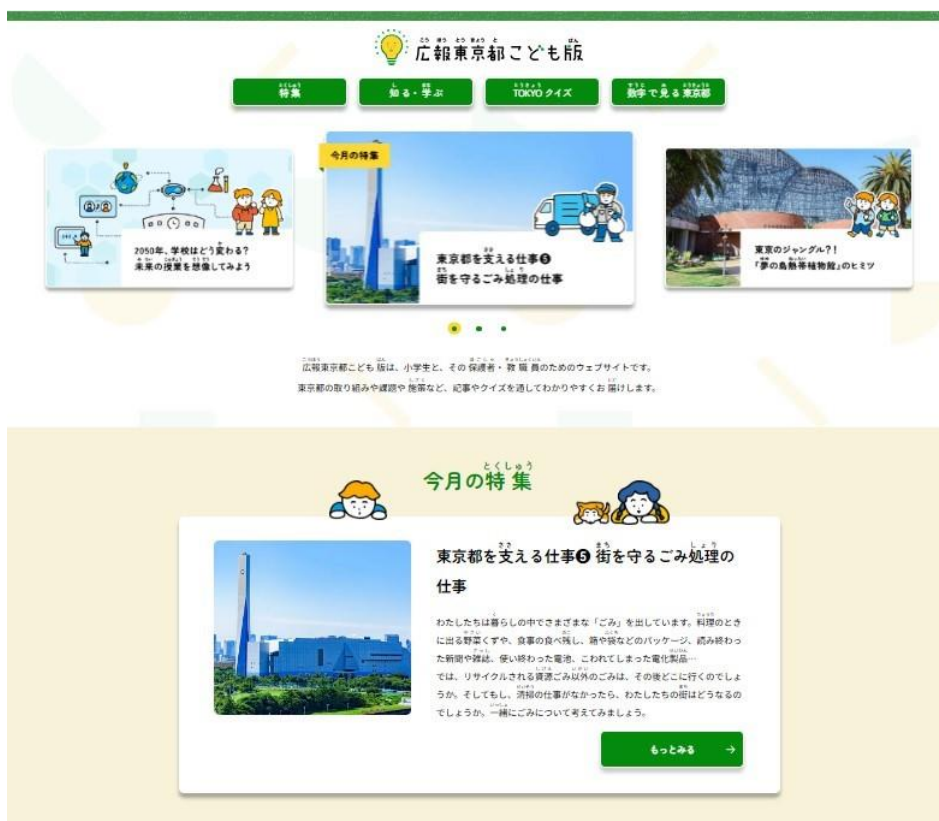 広報東京都こども版
特集
知る・学ぶ
TOKYOクイズ
数字で見る東京都
2050年、学校はどう変わる?
未来の授業を想像してみよう
今月の特集
東京都を支える仕事❺
街を守るごみ処理の仕事
東京のジャングル?!
「夢の島熱帯植物館」のヒミツ
広報東京都こども版は、小学生と、その保護者・教職員のためのウェブサイトです。
東京都の取り組みや課題や施策など、記事やクイズを通してわかりやすくお届けします。
今月の特集
東京都を支える仕事❺ 街を守るごみ処理の
仕事
わたしたちは暮らしの中でさまざまな「ごみ」を出しています。料理のとき
に出る野菜くずや、食事の食べ残し、箱や袋などのパッケージ、読み終わっ
た新聞や雑誌、使い終わった電池、こわれてしまった電化製品…
では、リサイクルされる資源ごみ以外のごみは、その後どこに行くのでしょ
うか。そしてもし、清掃の仕事がなかったら、わたしたちの街はどうなるの
でしょうか。一緒にごみについて考えてみましょう。
もっとみる →